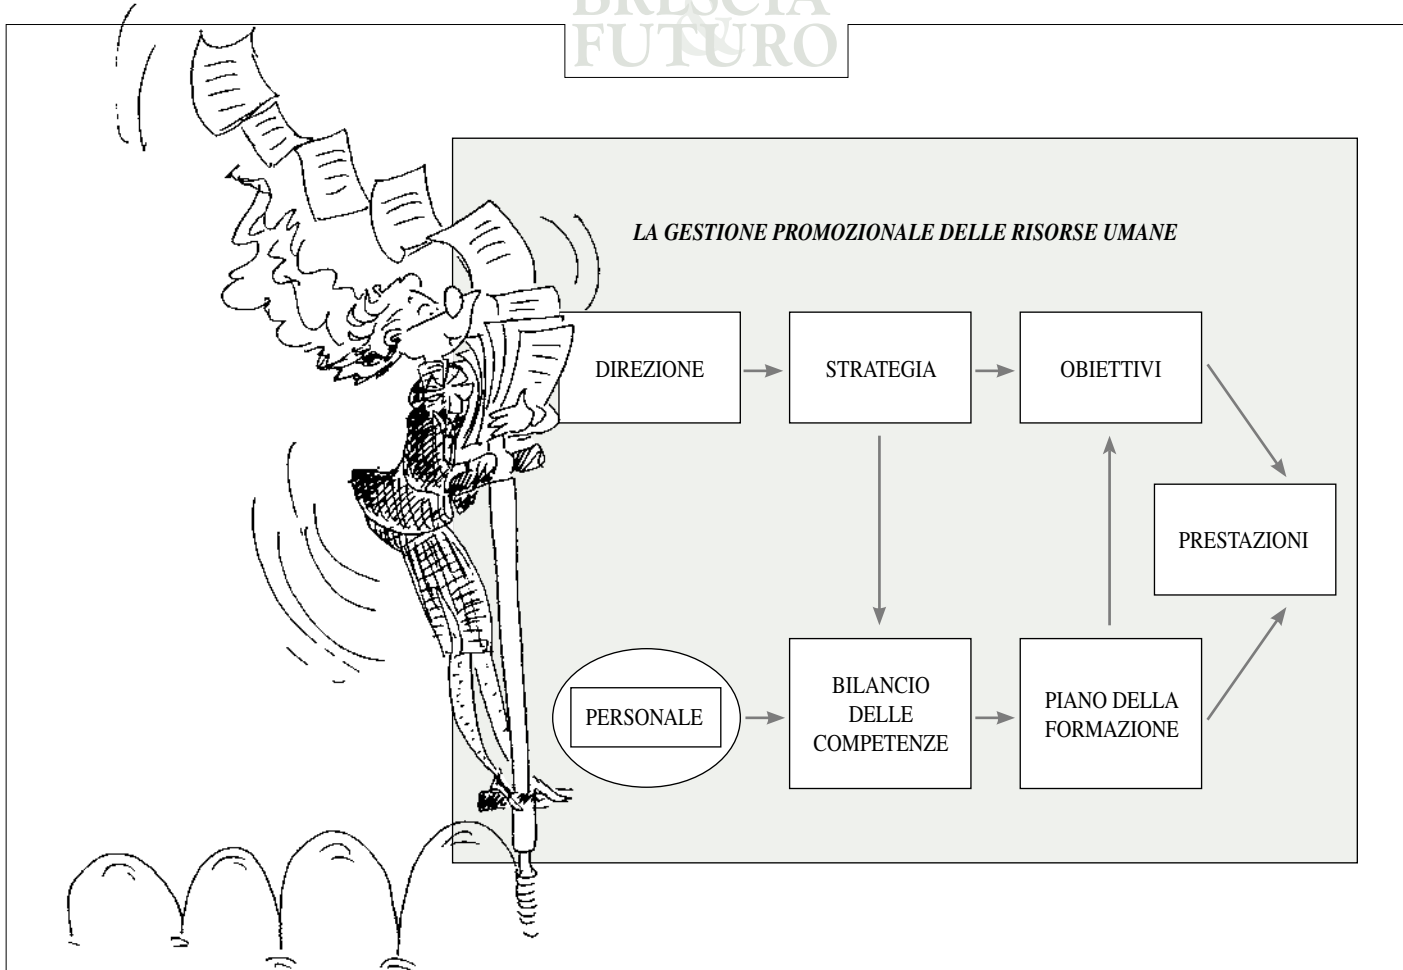 BRESCIA
&
FUTURO
LA GESTIONE PROMOZIONALE DELLE RISORSE UMANE
DIREZIONE
STRATEGIA
OBIETTIVI
PRESTAZIONI
PERSONALE
BILANCIO
DELLE
COMPETENZE
PIANO DELLA
FORMAZIONE